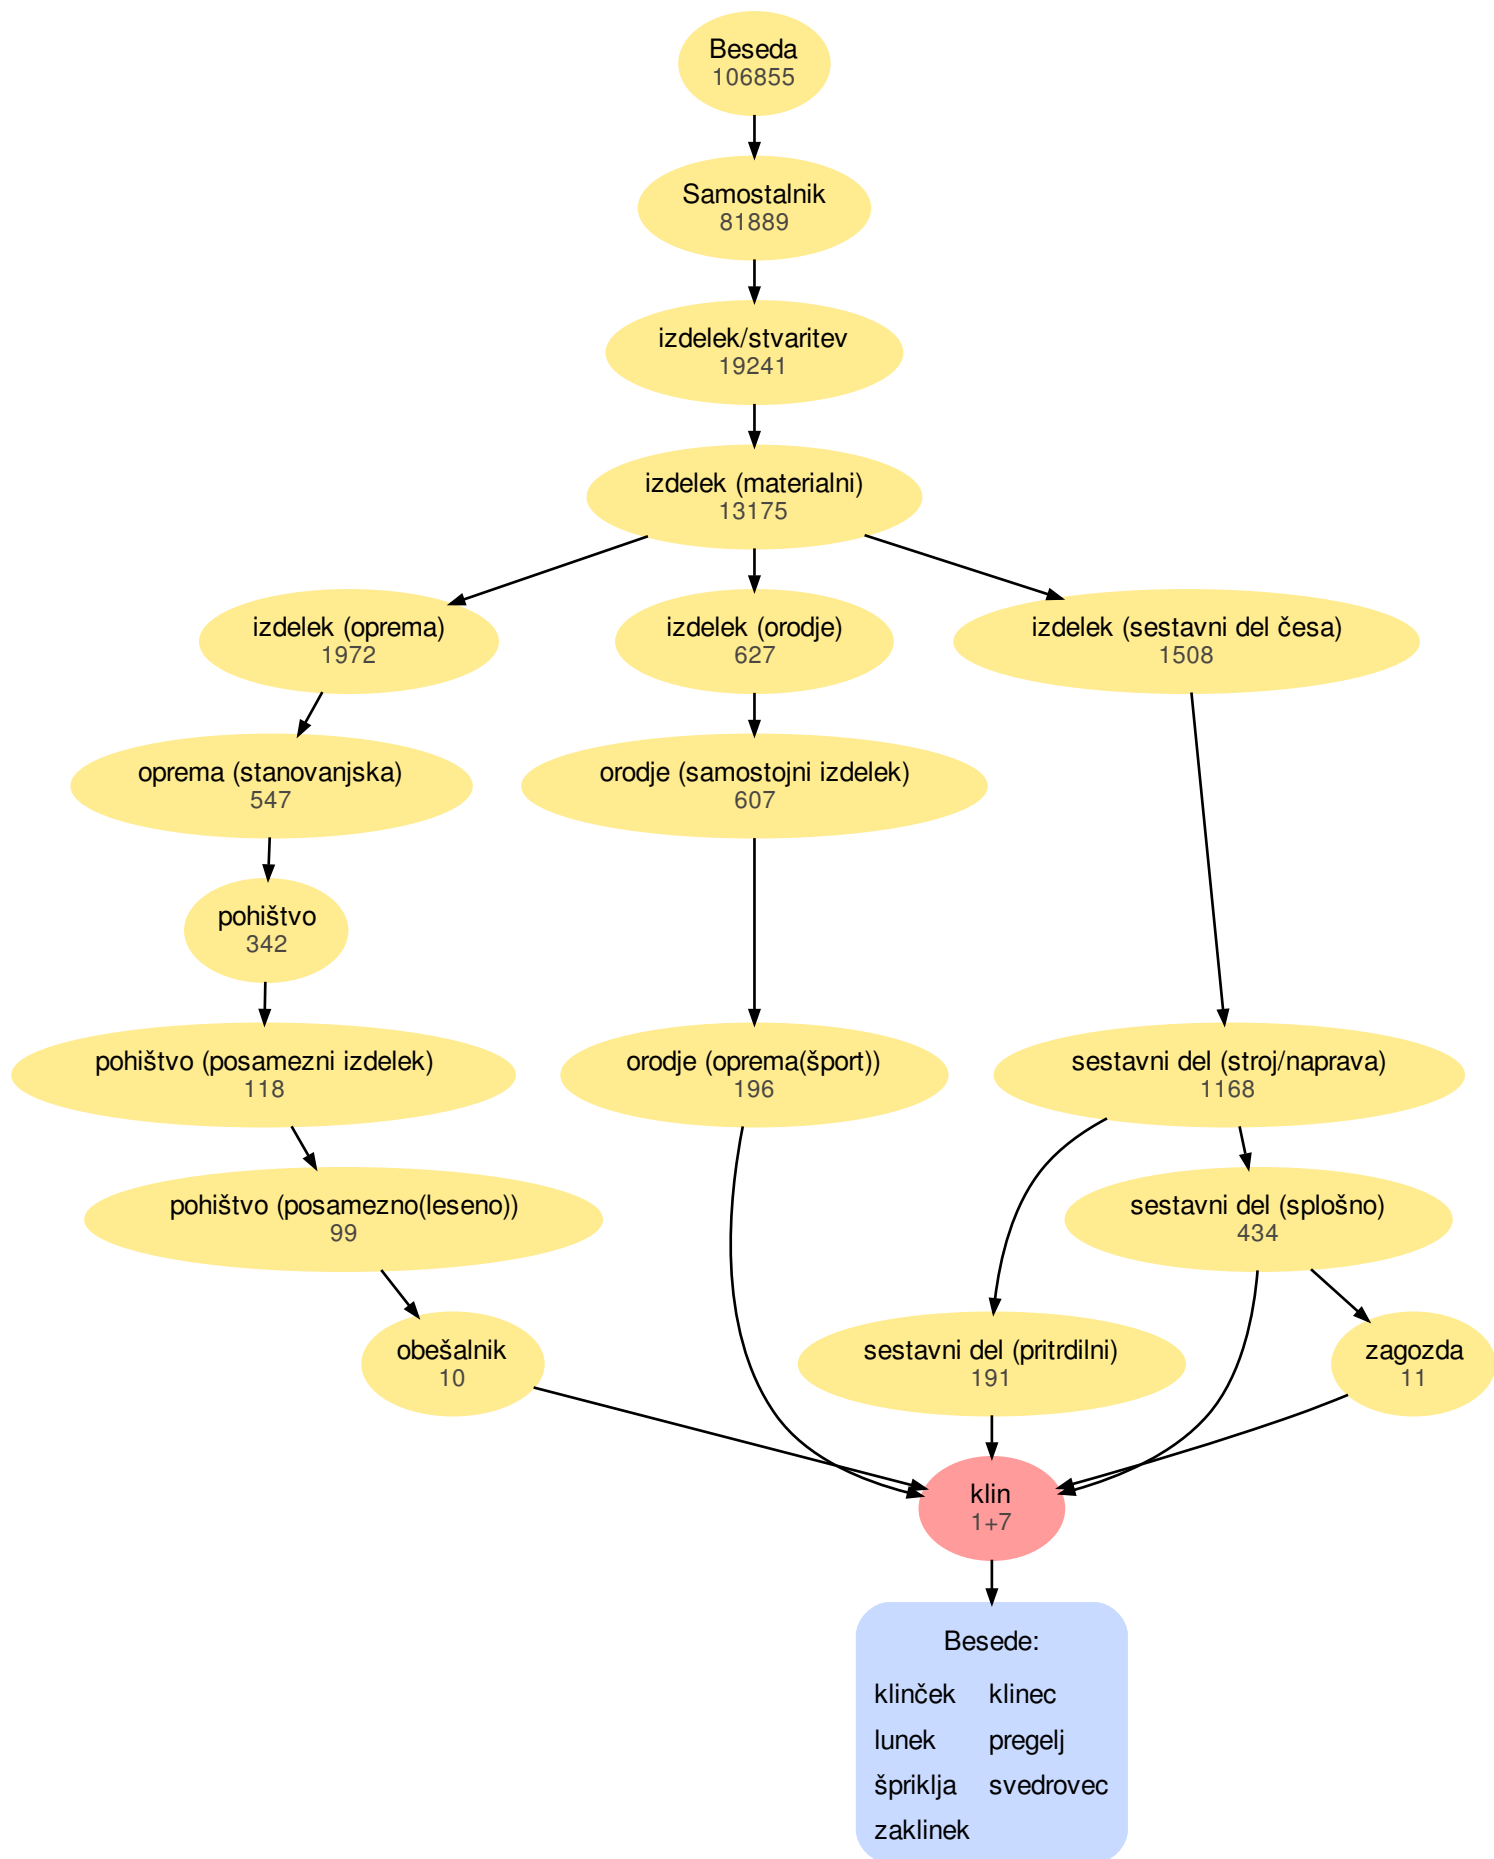 Beseda
106855
Samostalnik
81889
izdelek/stvaritev
19241
izdelek (materialni)
13175
izdelek (oprema)
1972
izdelek (orodje)
627
izdelek (sestavni del česa)
1508
oprema (stanovanjska)
547
orodje (samostojni izdelek)
607
pohištvo
342
pohištvo (posamezni izdelek)
118
orodje (oprema(šport))
196
sestavni del (stroj/naprava)
1168
pohištvo (posamezno(leseno))
99
sestavni del (splošno)
434
obešalnik
10
sestavni del (pritrdilni)
191
zagozda
11
klin
1+7
Besede:
klinček klinec
lunek pregelj
špriklja svedrovec
zaklinek